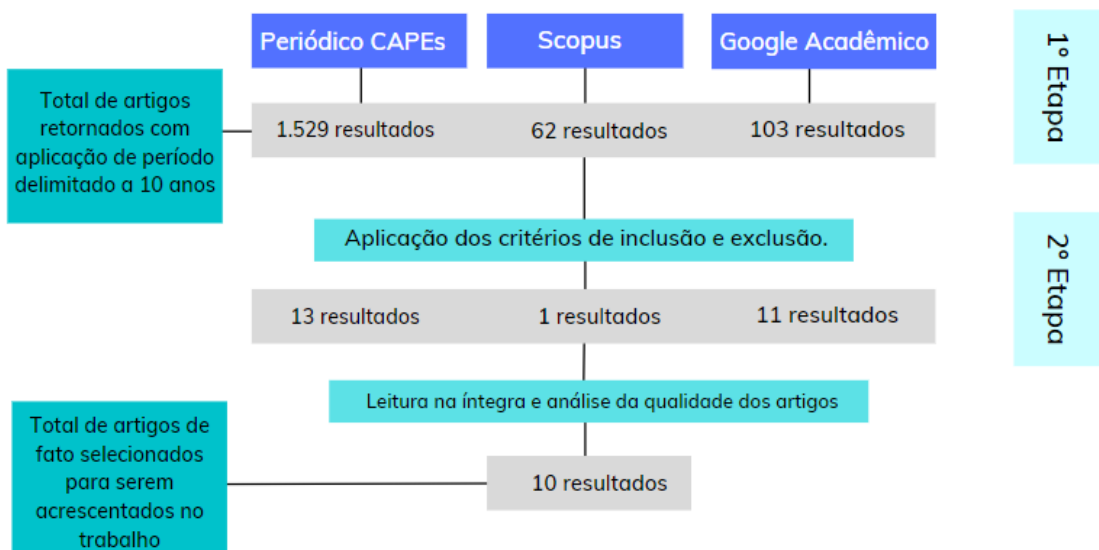 Periódico CAPEs
Scopus
Google Acadêmico
1º Etapa
Total de artigos
retornados com
aplicação de período
delimitado a 10 anos
1.529 resultados
62 resultados
103 resultados
Aplicação dos critérios de inclusão e exclusão.
2º Etapa
13 resultados
1 resultados
11 resultados
Leitura na íntegra e análise da qualidade dos artigos
Total de artigos de
fato selecionados
para serem
acrescentados no
trabalho
10 resultados